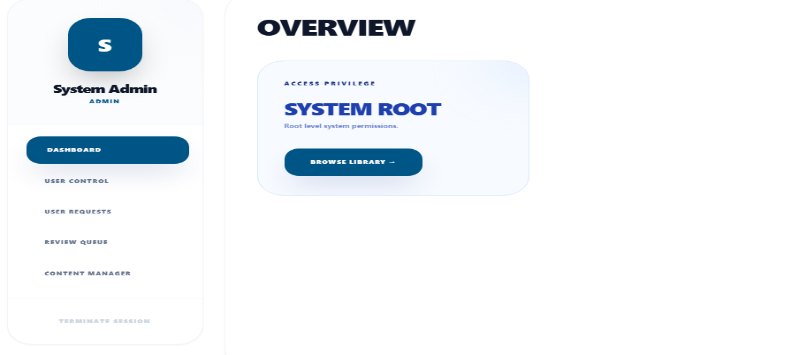 S
System Admin
ADMIN
DASHBOARD
USER CONTROL
USER REQUESTS
REVIEW QUEUE
CONTENT MANAGER
TERMINATE SESSION
OVERVIEW
ACCESS PRIVILEGE
SYSTEM ROOT
Root level system permissions.
BROWSE LIBRARY →